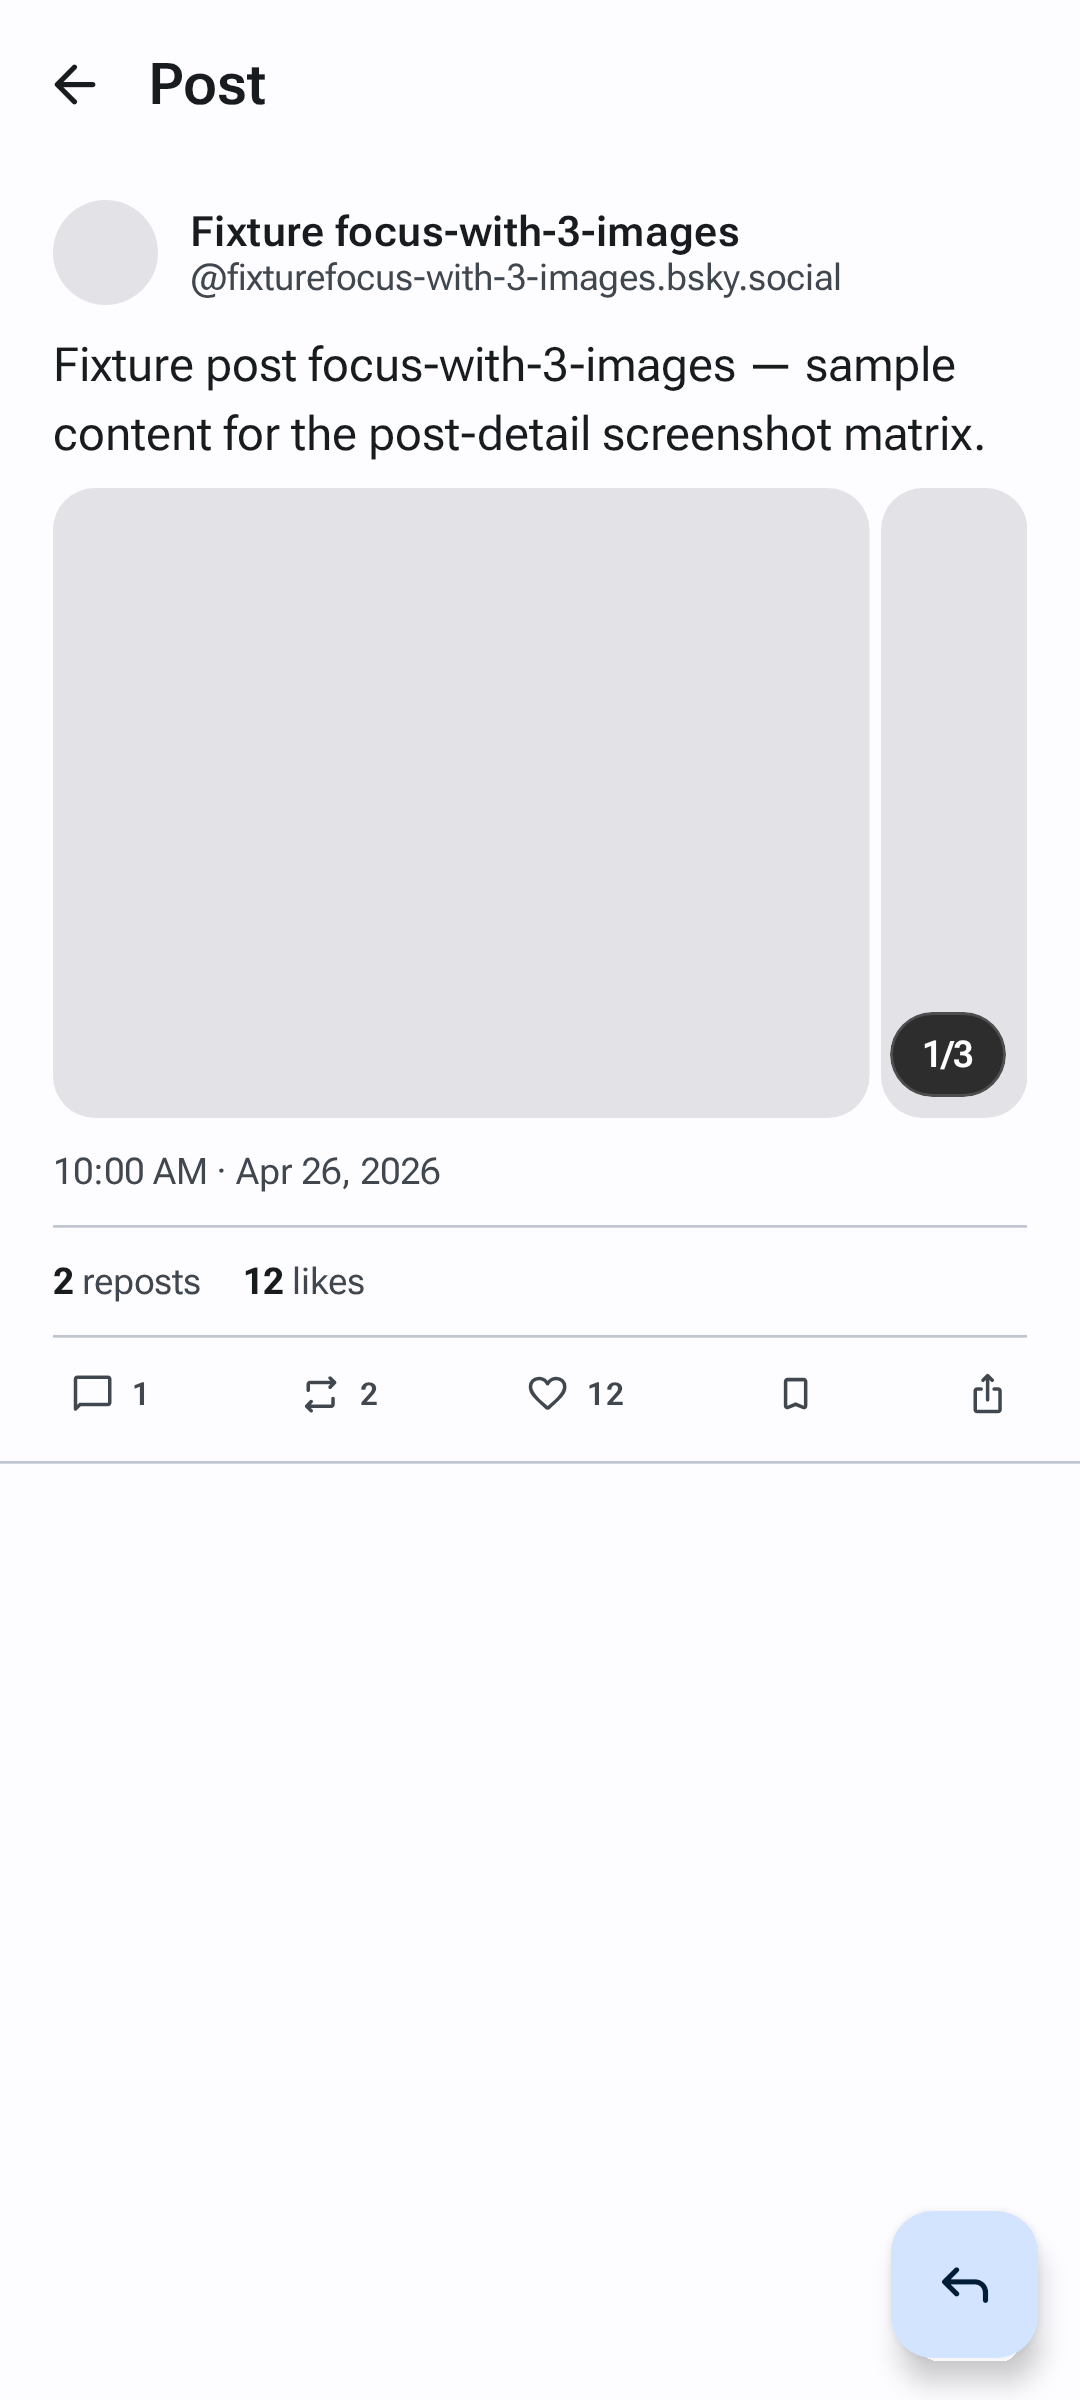 Post
Fixture focus-with-3-images
@fixturefocus-with-3-images.bsky.social
Fixture post focus-with-3-images — sample
content for the post-detail screenshot matrix.
1/3
10:00 AM · Apr 26, 2026
2 reposts 12 likes
1 2 12